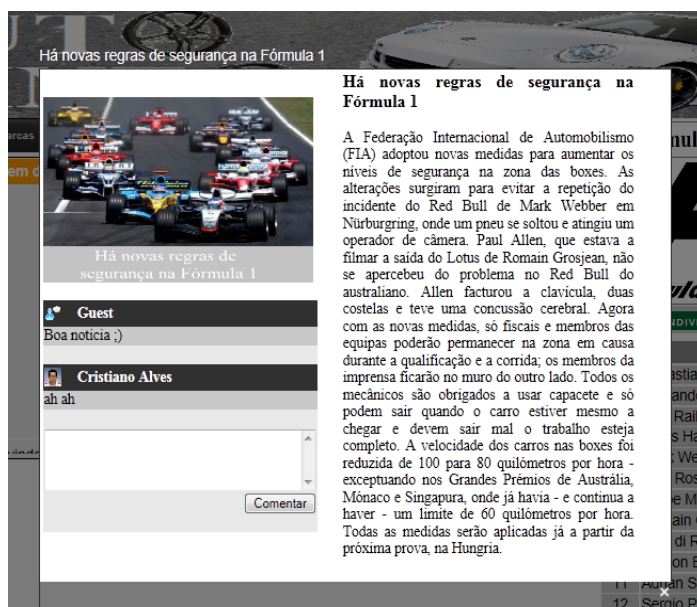 Há novas regras de segurança na Fórmula 1
Há novas regras de
segurança na Fórmula 1
Guest
Boa noticia ;)
Cristiano Alves
ah ah
Comentar
Há novas regras de segurança na
Fórmula 1
A Federação Internacional de Automobilismo
(FIA) adoptou novas medidas para aumentar os
níveis de segurança na zona das boxes. As
alterações surgiram para evitar a repetição do
incidente do Red Bull de Mark Webber em
Nürburgring, onde um pneu se soltou e atingiu um
operador de câmera. Paul Allen, que estava a
filmar a saída do Lotus de Romain Grosjean, não
se apercebeu do problema no Red Bull do
australiano. Allen facturou a clavícula, duas
costelas e teve uma concussão cerebral. Agora
com as novas medidas, só fiscais e membros das
equipas poderão permanecer na zona em causa
durante a qualificação e a corrida; os membros da
imprensa ficarão no muro do outro lado. Todos os
mecânicos são obrigados a usar capacete e só
podem sair quando o carro estiver mesmo a
chegar e devem sair mal o trabalho esteja
completo. A velocidade dos carros nas boxes foi
reduzida de 100 para 80 quilómetros por hora -
exceptuando nos Grandes Prémios de Austrália,
Mónaco e Singapura, onde já havia - e continua a
haver - um limite de 60 quilómetros por hora.
Todas as medidas serão aplicadas já a partir da
próxima prova, na Hungria.
11 Adrian S
12 Sergio P